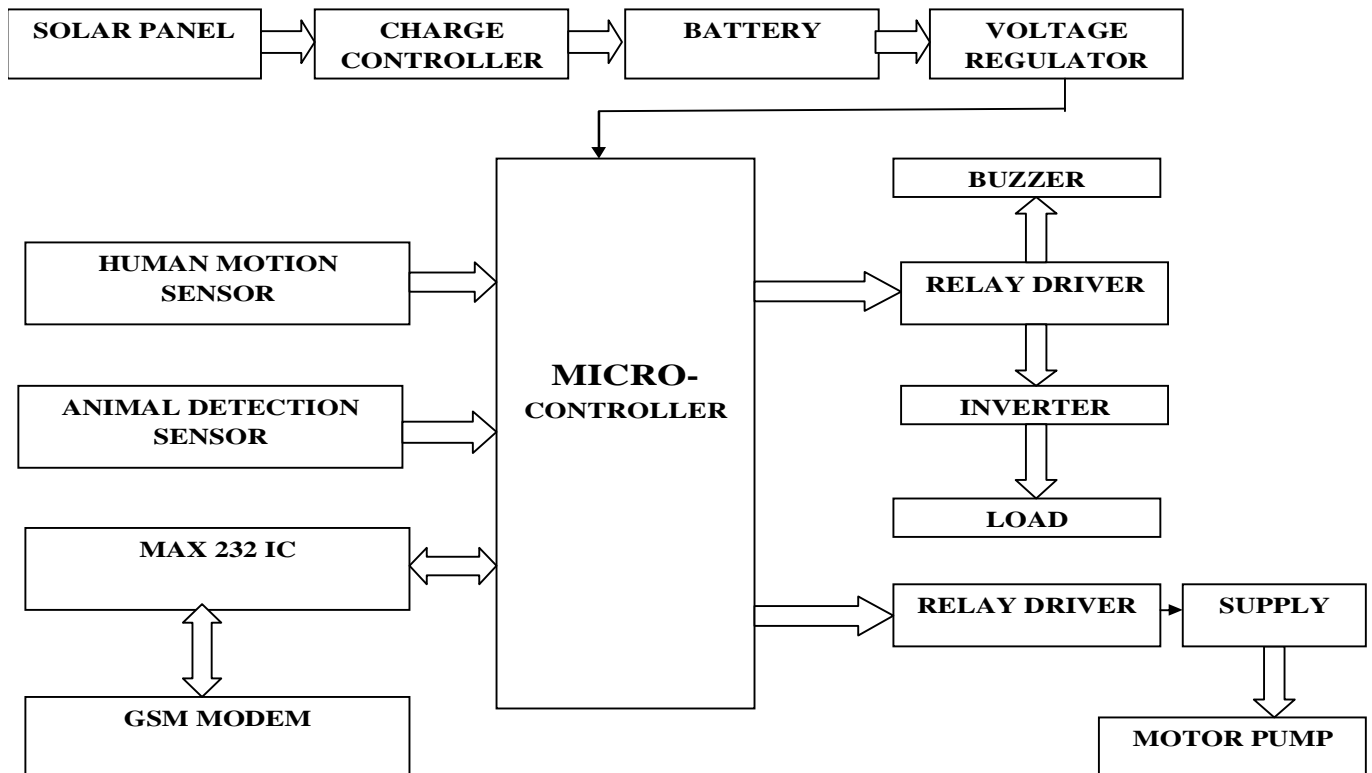 SOLAR PANEL
CHARGE
CONTROLLER
BATTERY
VOLTAGE
REGULATOR
BUZZER
HUMAN MOTION
SENSOR
RELAY DRIVER
MICRO-
CONTROLLER
ANIMAL DETECTION
SENSOR
INVERTER
LOAD
MAX 232 IC
RELAY DRIVER
SUPPLY
GSM MODEM
MOTOR PUMP